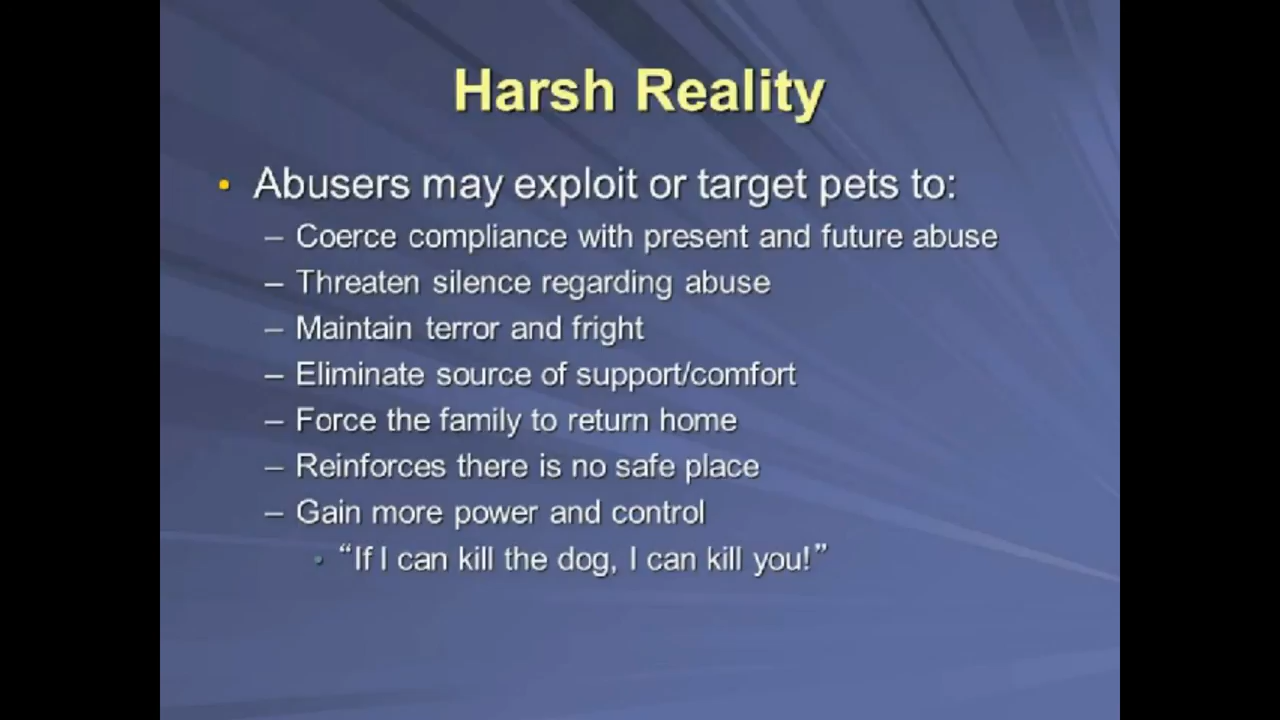 Harsh Reality
• Abusers may exploit or target pets to:
– Coerce compliance with present and future abuse
– Threaten silence regarding abuse
– Maintain terror and fright
– Eliminate source of support/comfort
– Force the family to return home
– Reinforces there is no safe place
– Gain more power and control
• “If I can kill the dog, I can kill you!”